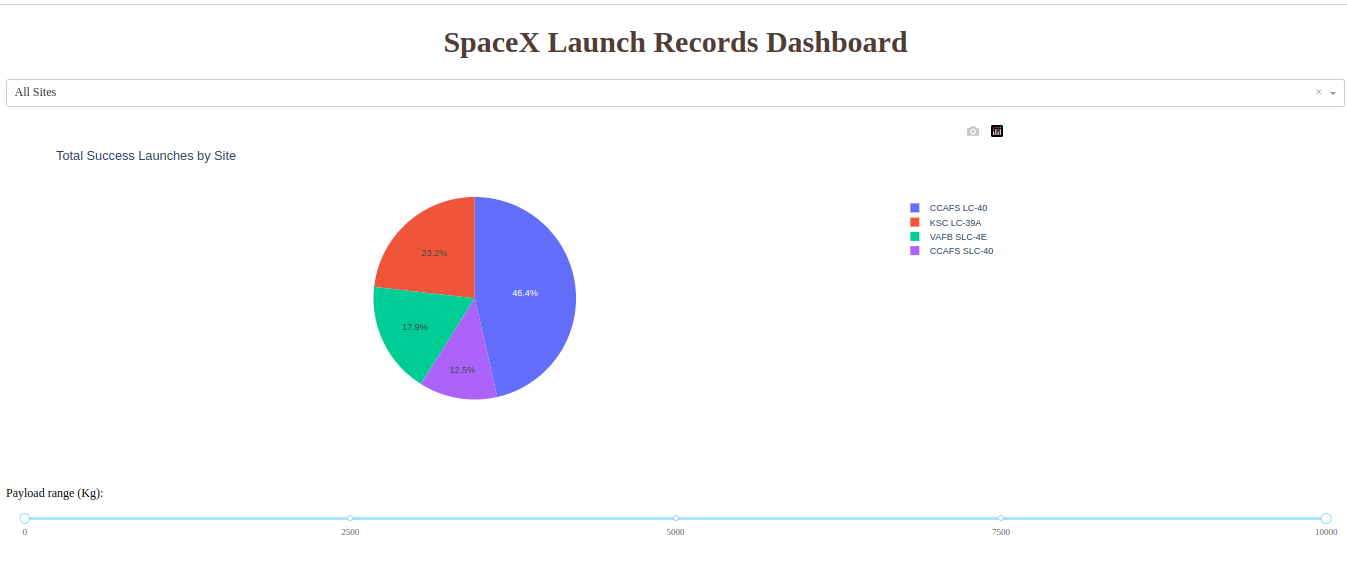 SpaceX Launch Records Dashboard
All Sites × 
Total Success Launches by Site
CCAFS LC-40
KSC LC-39A
VAFB SLC-4E
CCAFS SLC-40
23.2%
46.4%
17.9%
12.5%
Payload range (Kg):
0 2500 5000 7500 10000